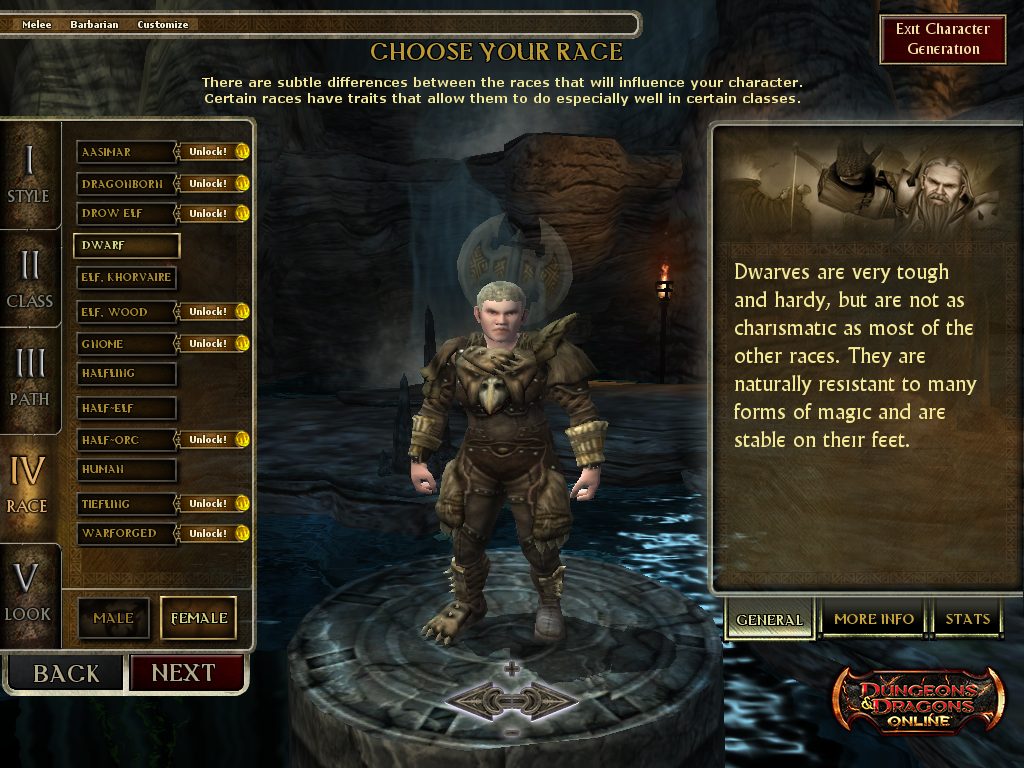 Melee Barbarian Customize
Exit Character
Generation
CHOOSE YOUR RACE
There are subtle differences between the races that will influence your character.
Certain races have traits that allow them to do especially well in certain classes.
I
STYLE
II
CLASS
III
PATH
IV
RACE
V
LOOK
AASIMAR Unlock!
DRAGONBORN Unlock!
DROW ELF Unlock!
DWARF
ELF, KHORVAIRE
ELF, WOOD Unlock!
GNOME Unlock!
HALFLING
HALF-ELF
HALF-ORC Unlock!
HUMAN
TIEFLING Unlock!
WARFORGED Unlock!
MALE FEMALE
BACK NEXT
Dwarves are very tough
and hardy, but are not as
charismatic as most of the
other races. They are
naturally resistant to many
forms of magic and are
stable on their feet.
GENERAL MORE INFO STATS
DUNGEONS
& DRAGONS
ONLINE